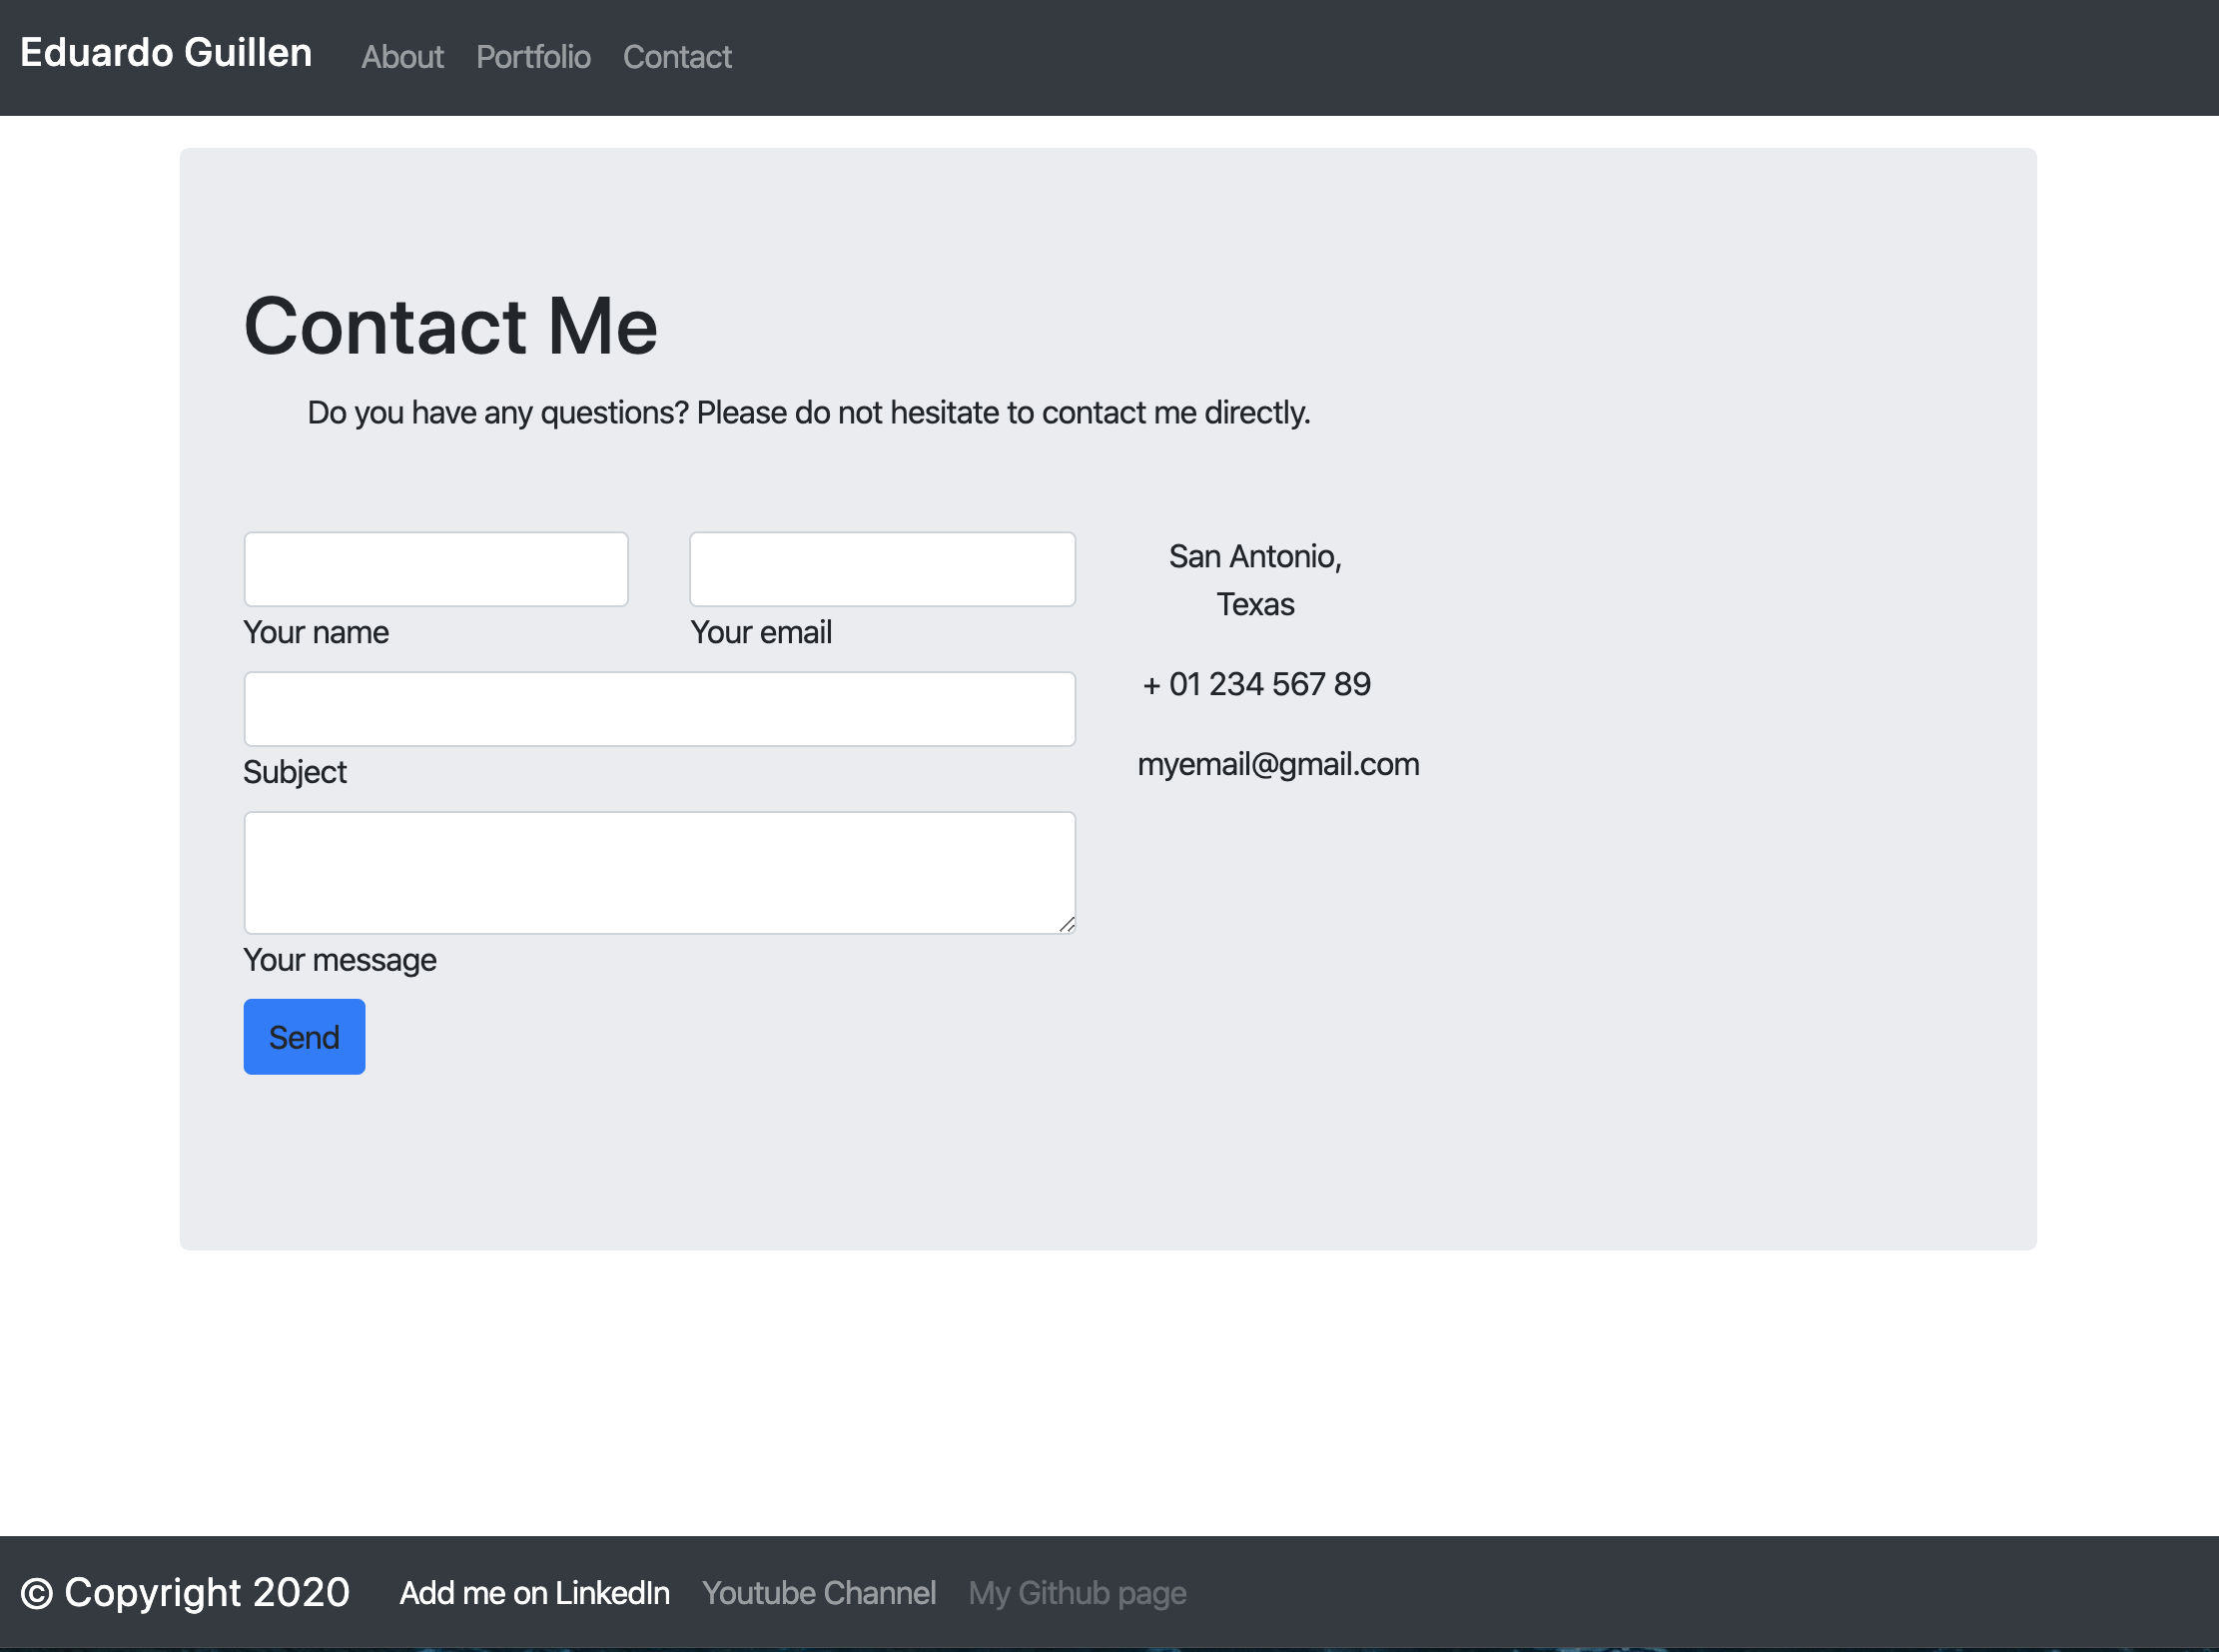 Eduardo Guillen About Portfolio Contact
Contact Me
Do you have any questions? Please do not hesitate to contact me directly.
Your name Your email
Subject
Your message
Send
San Antonio,
Texas
+ 01 234 567 89
myemail@gmail.com
© Copyright 2020 Add me on LinkedIn Youtube Channel My Github page